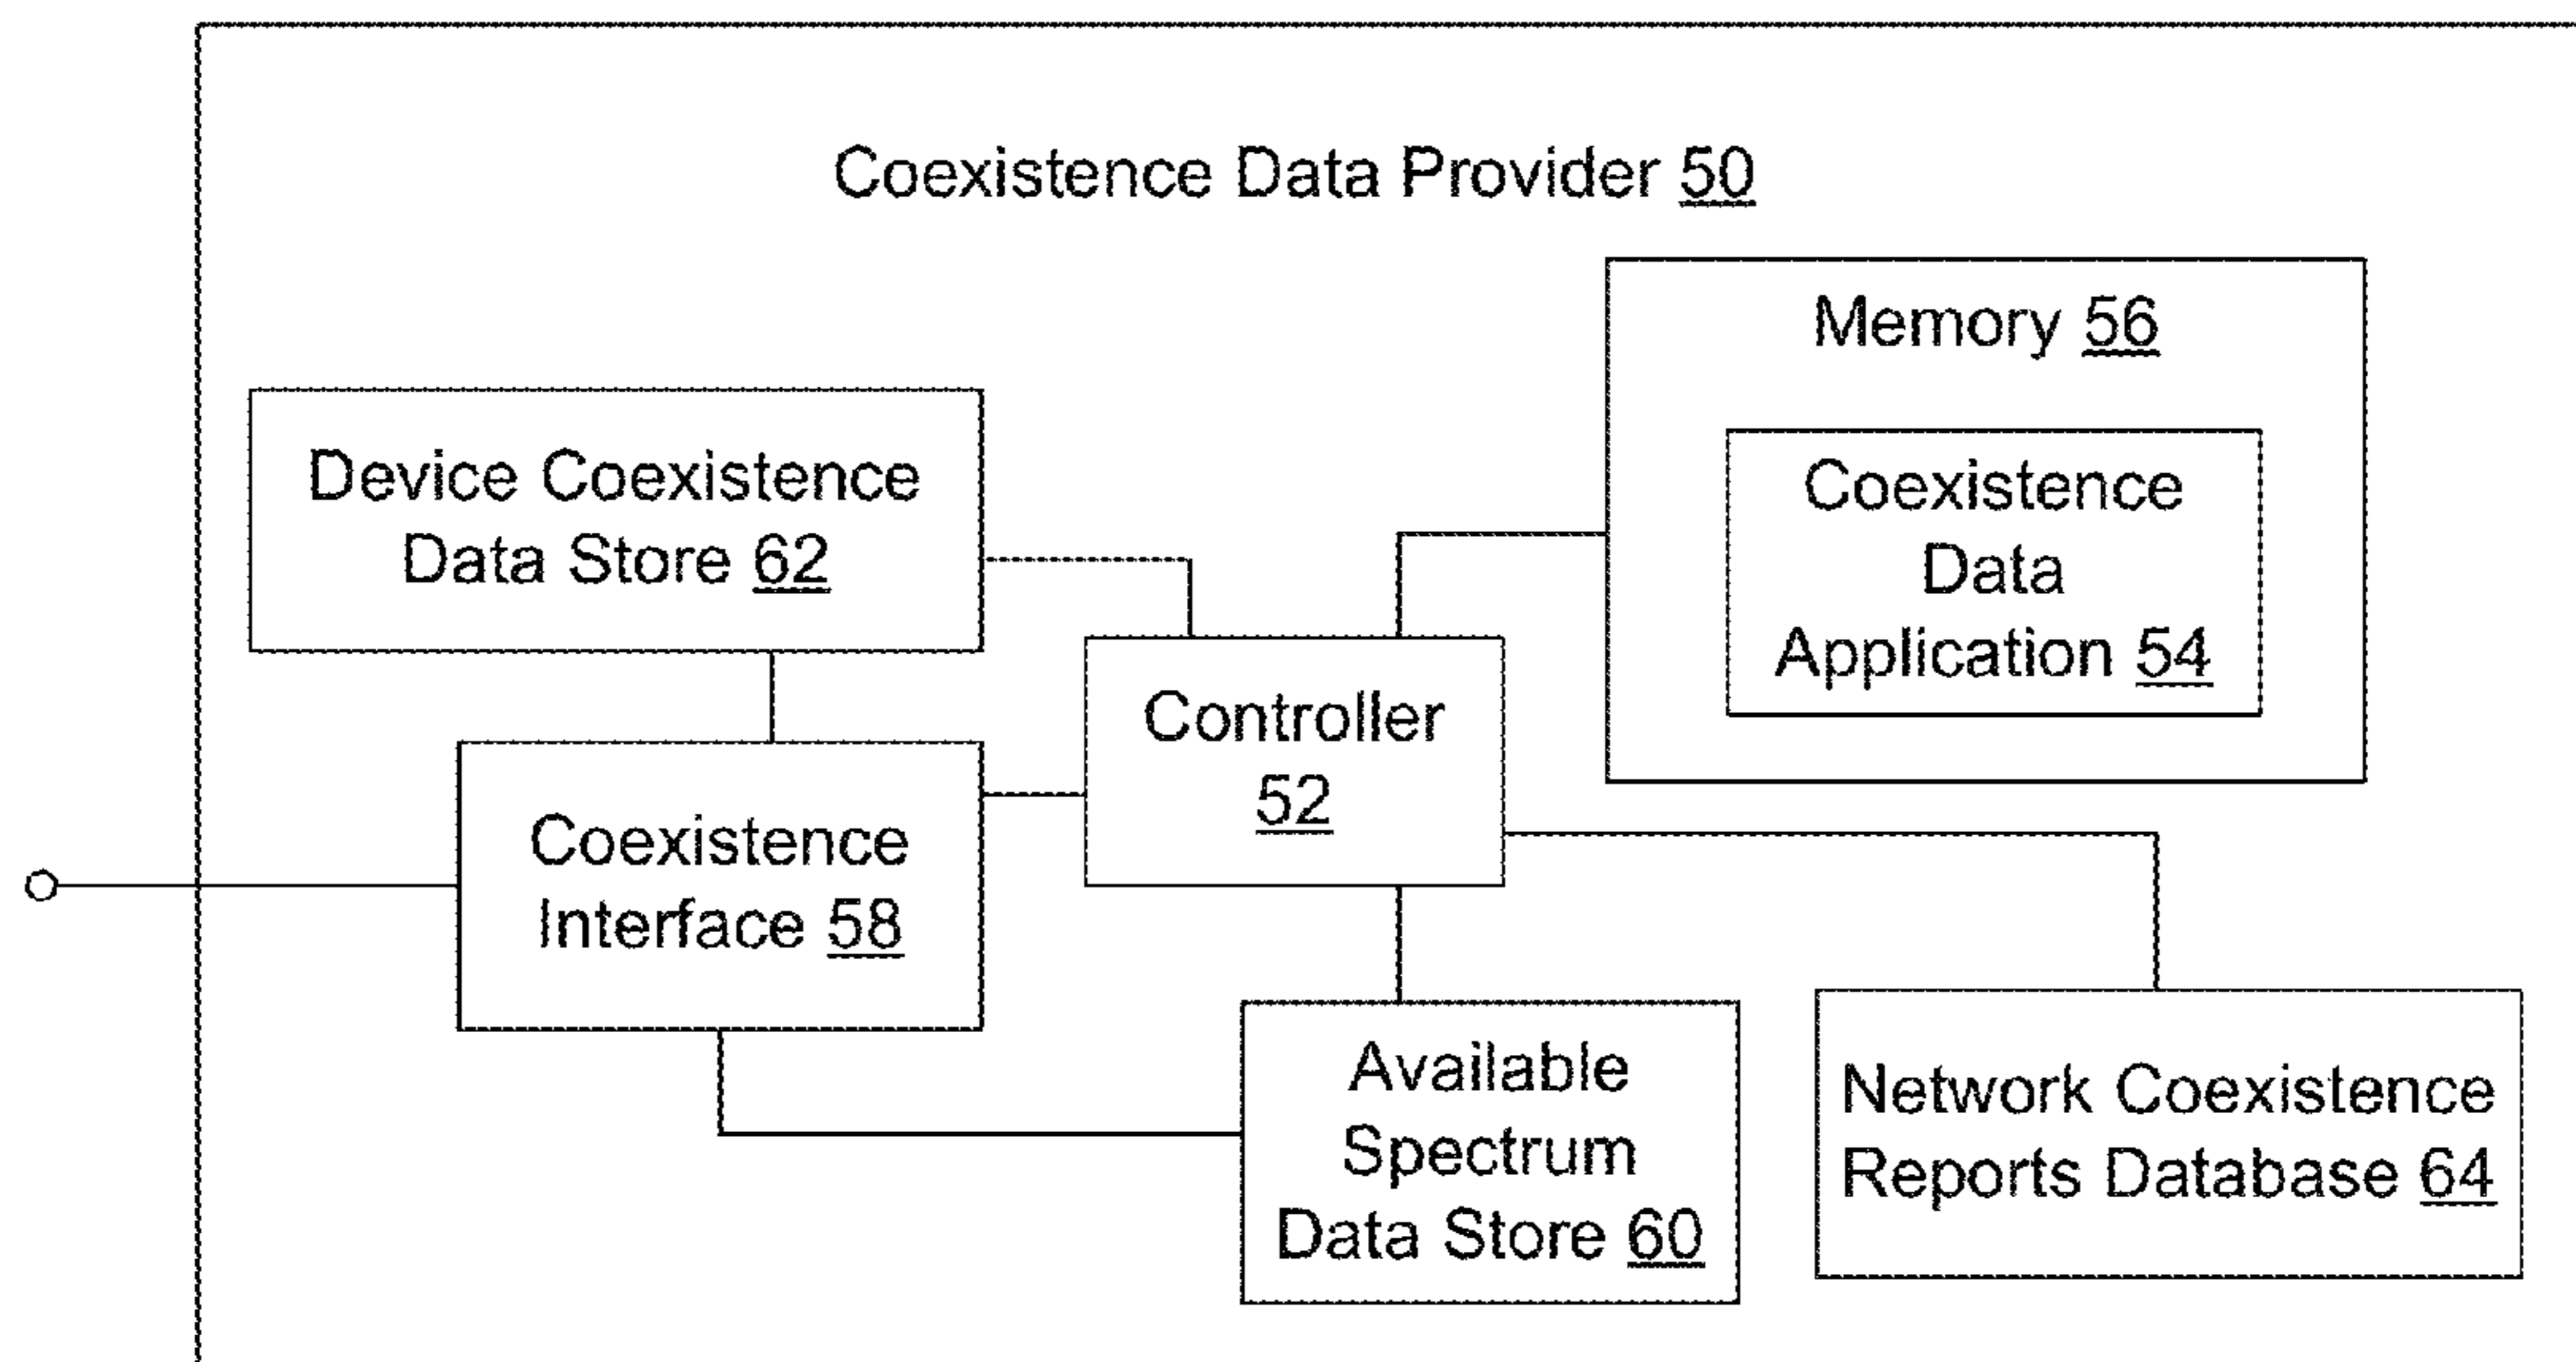 Coexistence Data Provider 50
Memory 56
Device Coexistence
Data Store 62
Coexistence
Data
Application 54
Controller
52
Coexistence
Interface 58
Available
Spectrum
Data Store 60
Network Coexistence
Reports Database 64